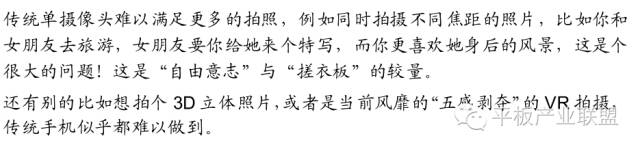 传统单摄像头难以满足更多的拍照，例如同时拍摄不同焦距的照片，比如你和
女朋友去旅游，女朋友要你给她来个特写，而你更喜欢她身后的风景，这是个
很大的问题！这是“自由意志”与“搓衣板”的较量。
还有别的比如想拍个 3D 立体照片，或者是当前风靡的“五感剥夺”的 VR 拍摄，
传统手机似乎都难以做到。
平板产业联盟